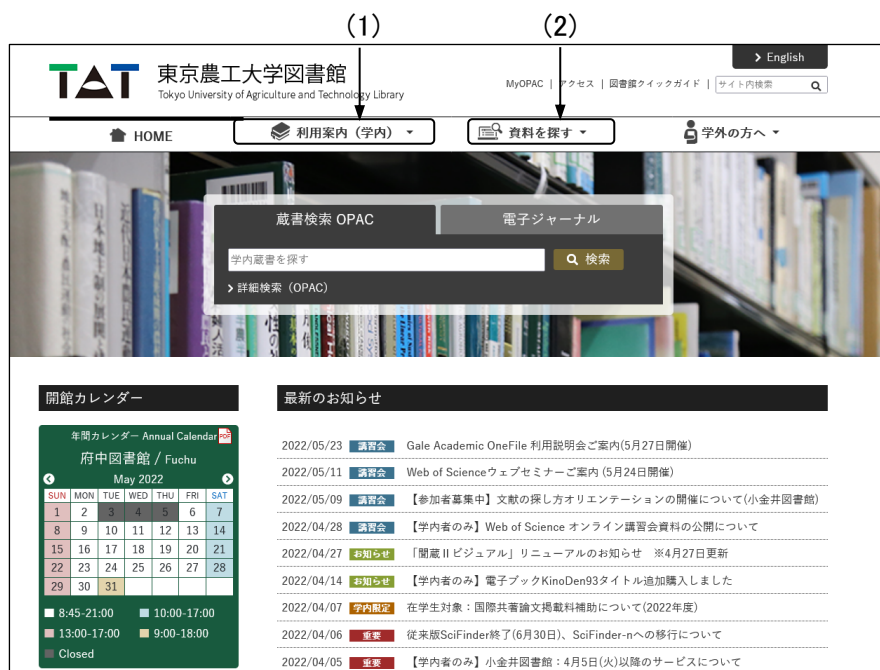 (1) (2)
English
TAT 東京農工大学図書館
Tokyo University of Agriculture and Technology Library
MyOPAC | アクセス | 図書館クイックガイド | サイト内検索
HOME 利用案内（学内） 資料を探す 学外の方へ
蔵書検索 OPAC 電子ジャーナル
学内蔵書を探す 検索
詳細検索（OPAC）
開館カレンダー
年間カレンダー Annual Calendar PDF
府中図書館 / Fuchu
May 2022
SUN MON TUE WED THU FRI SAT
1 2 3 4 5 6 7
8 9 10 11 12 13 14
15 16 17 18 19 20 21
22 23 24 25 26 27 28
29 30 31
8:45-21:00 10:00-17:00
13:00-17:00 9:00-18:00
Closed
最新のお知らせ
2022/05/23 講習会 Gale Academic OneFile 利用説明会ご案内(5月27日開催)
2022/05/11 講習会 Web of Scienceウェブセミナーご案内 (5月24日開催)
2022/05/09 講習会 【参加者募集中】文献の探し方オリエンテーションの開催について(小金井図書館)
2022/04/28 講習会 【学内者のみ】Web of Science オンライン講習会資料の公開について
2022/04/27 お知らせ 「聞蔵Ⅱビジュアル」リニューアルのお知らせ ※4月27日更新
2022/04/14 お知らせ 【学内者のみ】電子ブックKinoDen93タイトル追加購入しました
2022/04/07 学内限定 在学生対象：国際共著論文掲載料補助について(2022年度)
2022/04/06 重要 従来版SciFinder終了(6月30日)、SciFinder-nへの移行について
2022/04/05 重要 【学内者のみ】小金井図書館：4月5日(火)以降のサービスについて